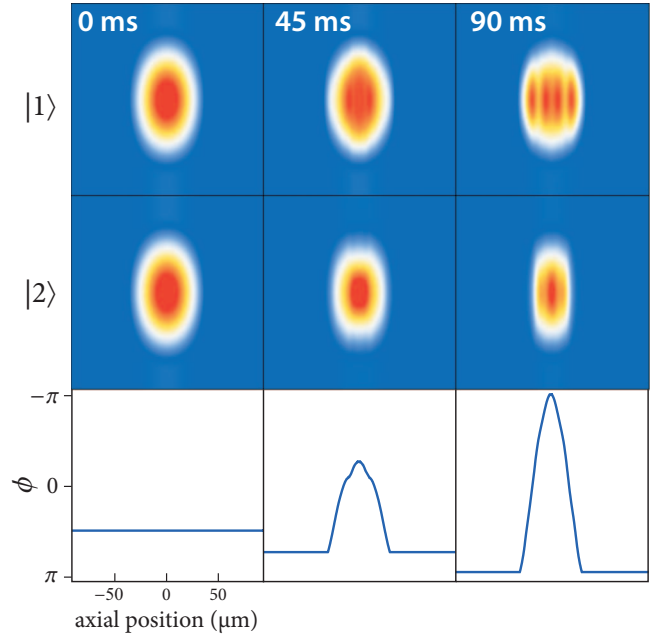 0 ms 45 ms 90 ms
|1⟩
|2⟩
−π
0
π
ϕ
−50 0 50
axial position (µm)